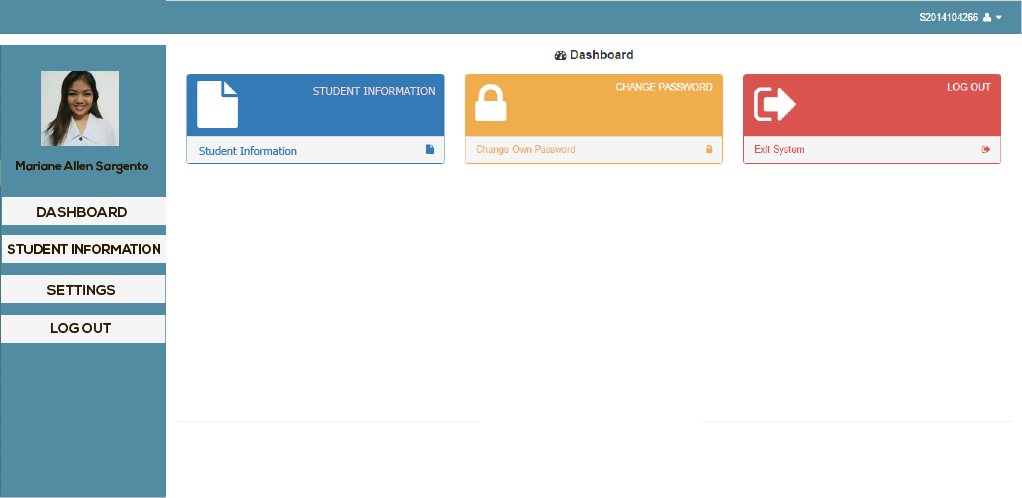 S2014104266
Dashboard
Mariane Allen Sargento
DASHBOARD
STUDENT INFORMATION
SETTINGS
LOG OUT
STUDENT INFORMATION
Student Information
CHANGE PASSWORD
Change Own Password
LOG OUT
Exit System